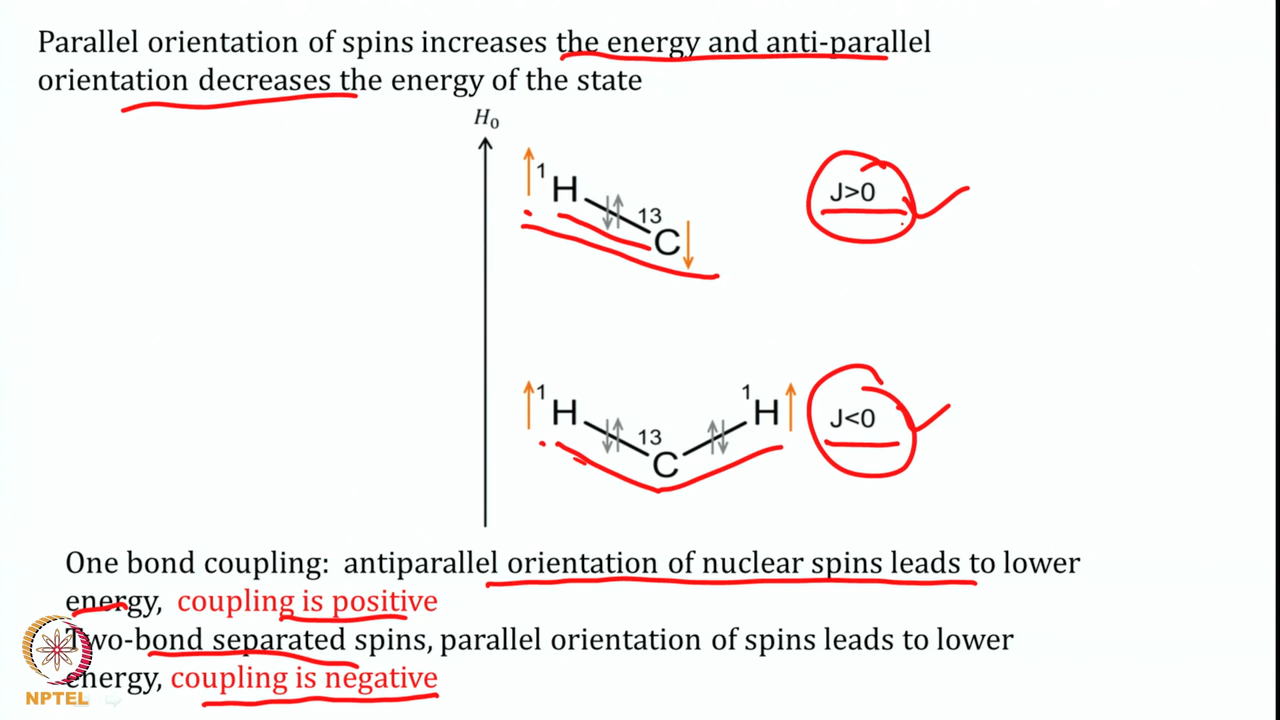 Parallel orientation of spins increases the energy and anti-parallel
orientation decreases the energy of the state
H₀
¹H
¹³C
J>0
¹H
¹H
¹³C
J<0
One bond coupling: antiparallel orientation of nuclear spins leads to lower
energy, coupling is positive
Two-bond separated spins, parallel orientation of spins leads to lower
energy, coupling is negative
NPTEL